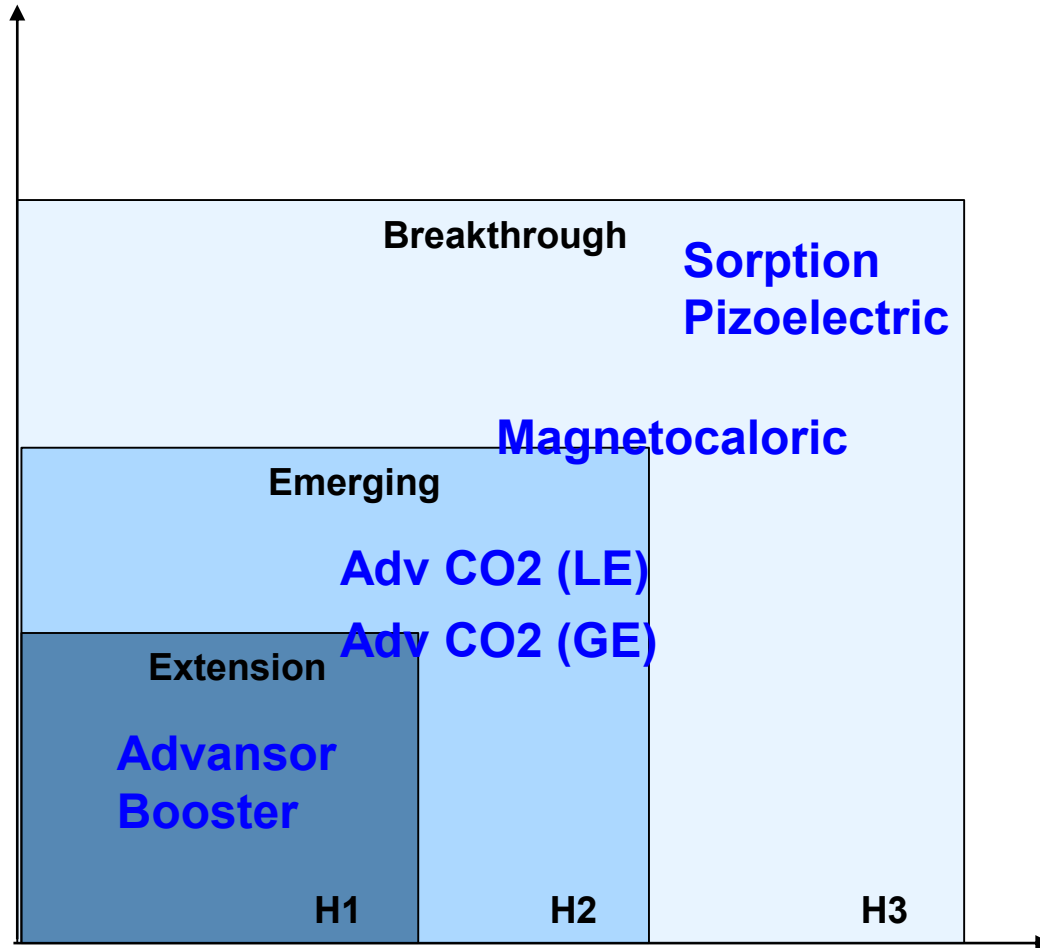 Breakthrough
Sorption
Pizoelectric
Magnetocaloric
Emerging
Adv CO2 (LE)
Adv CO2 (GE)
Extension
Advansor
Booster
H1
H2
H3